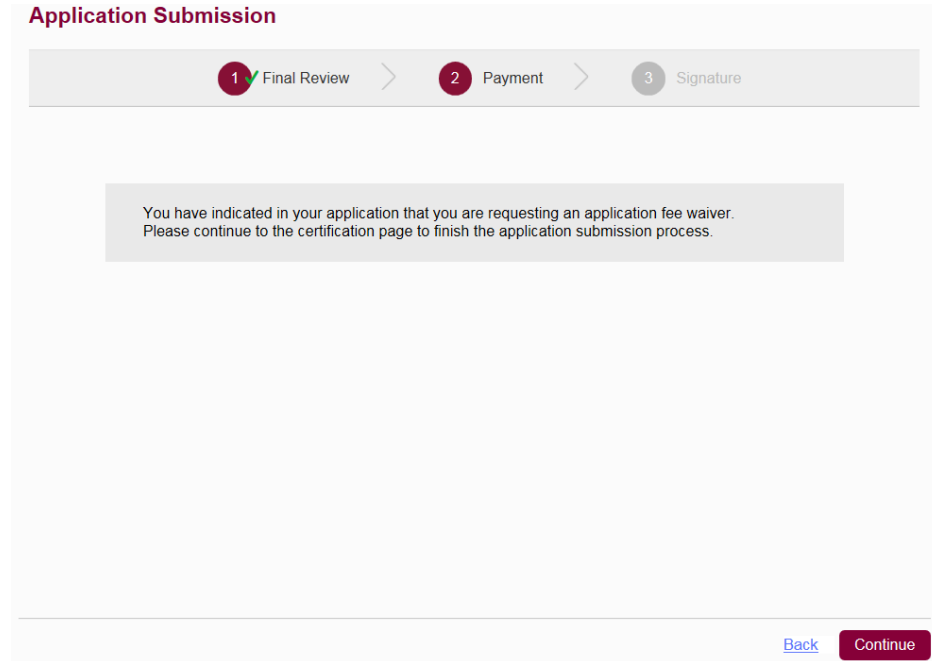 Application Submission
1 Final Review 2 Payment 3 Signature
You have indicated in your application that you are requesting an application fee waiver.
Please continue to the certification page to finish the application submission process.
Back Continue